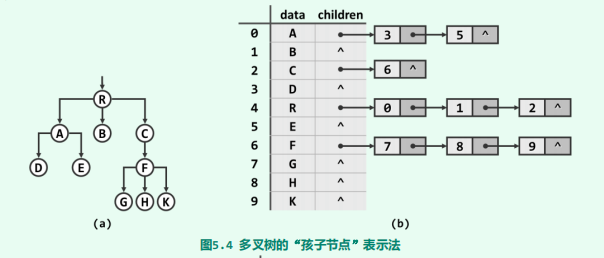 data children
0 A 3 5 ^
1 B ^
2 C 6 ^
3 D ^
4 R 0 1 2 ^
5 E ^
6 F 7 8 9 ^
7 G ^
8 H ^
9 K ^
R
A B C
D E F
G H K
(a) (b)
图5.4 多叉树的“孩子节点”表示法